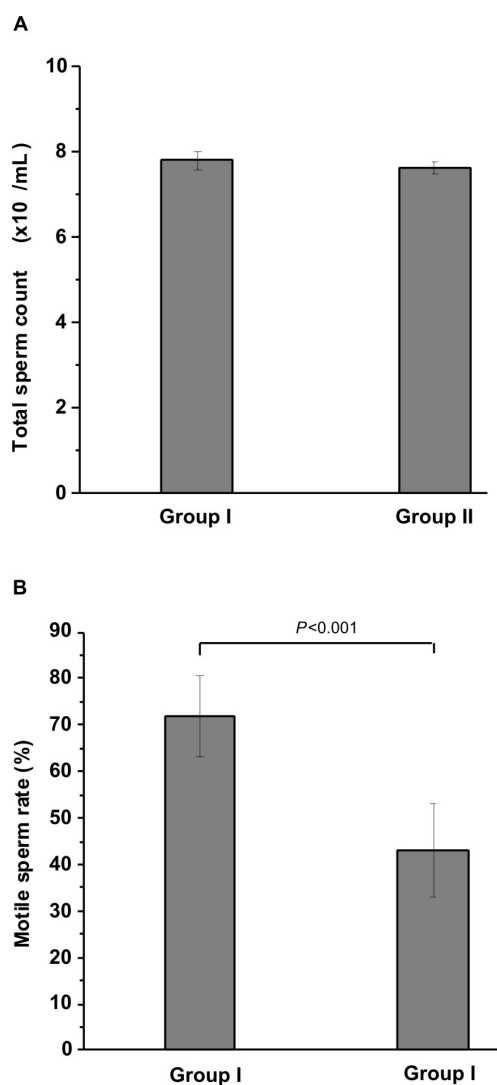 A
Total sperm count (x10 /mL)
10
8
6
4
2
0
Group I Group II
B
Motile sperm rate (%)
90
80
70
60
50
40
30
20
10
0
P<0.001
Group I Group I